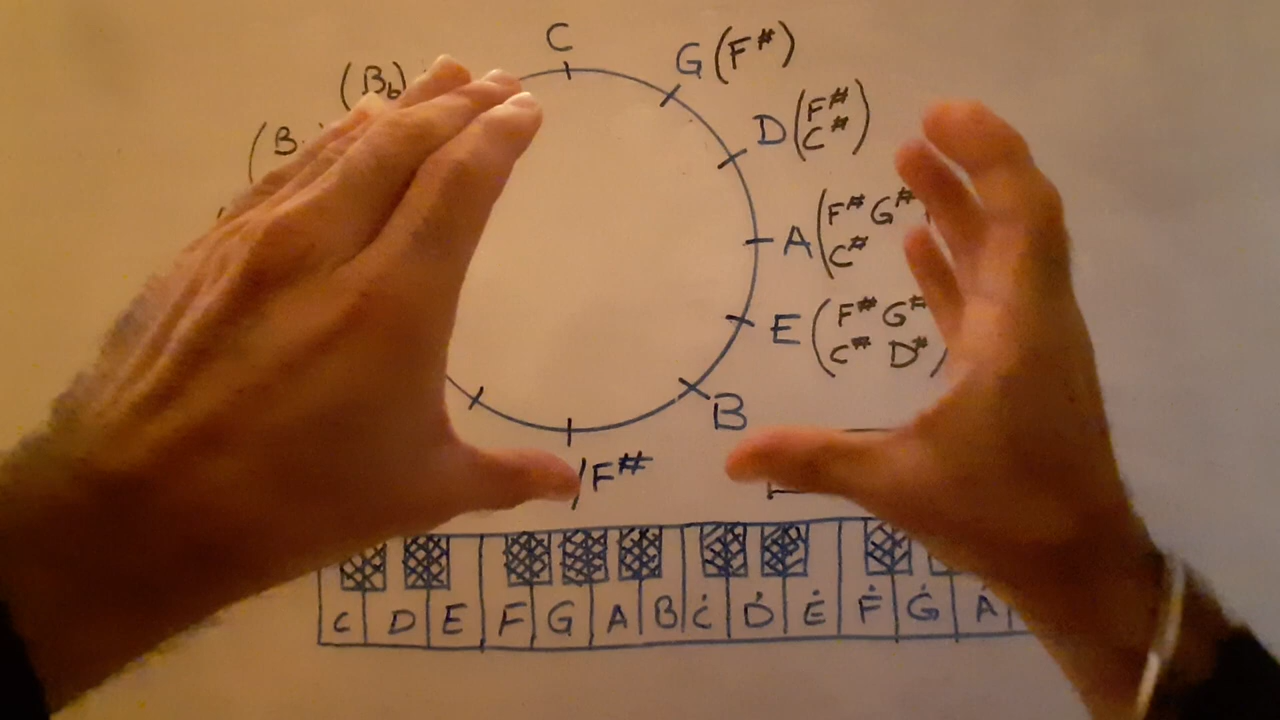 C
G (F#)
(Bb)
D (F#
C#)
(B
A (F# G#
C#
E (F# G#
C# D#)
B
/F#
C D E F G A B Ċ Ḋ Ė Ḟ Ġ Ȧ